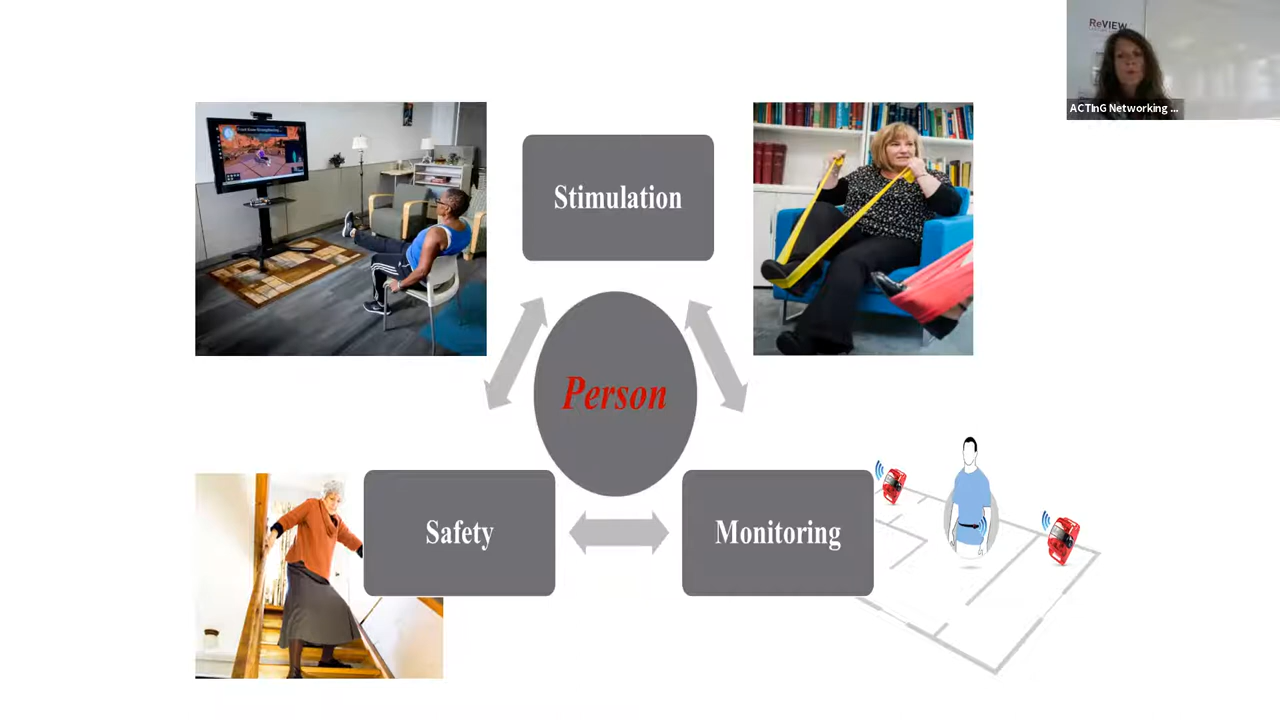 ReVIEW
ACTInG Networking ...
Stimulation
Person
Safety
Monitoring